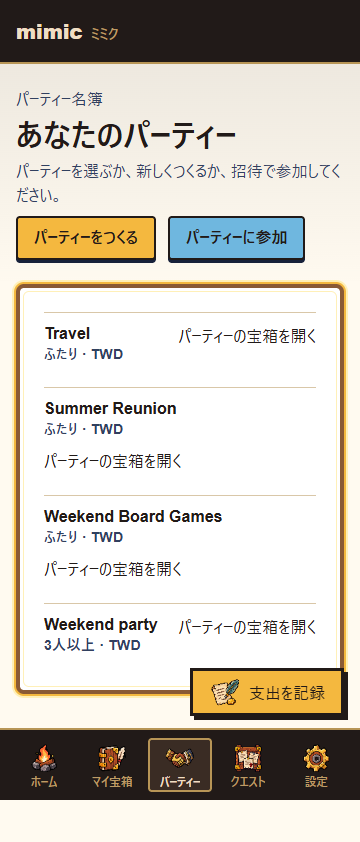 mimic ミミク
パーティー名簿
あなたのパーティー
パーティーを選ぶか、新しくつくるか、招待で参加してく
ださい。
パーティーをつくる パーティーに参加
Travel パーティーの宝箱を開く
ふたり · TWD
Summer Reunion
ふたり · TWD
パーティーの宝箱を開く
Weekend Board Games
ふたり · TWD
パーティーの宝箱を開く
Weekend party パーティーの宝箱を開く
3人以上 · TWD
支出を記録
ホーム マイ宝箱 パーティー クエスト 設定